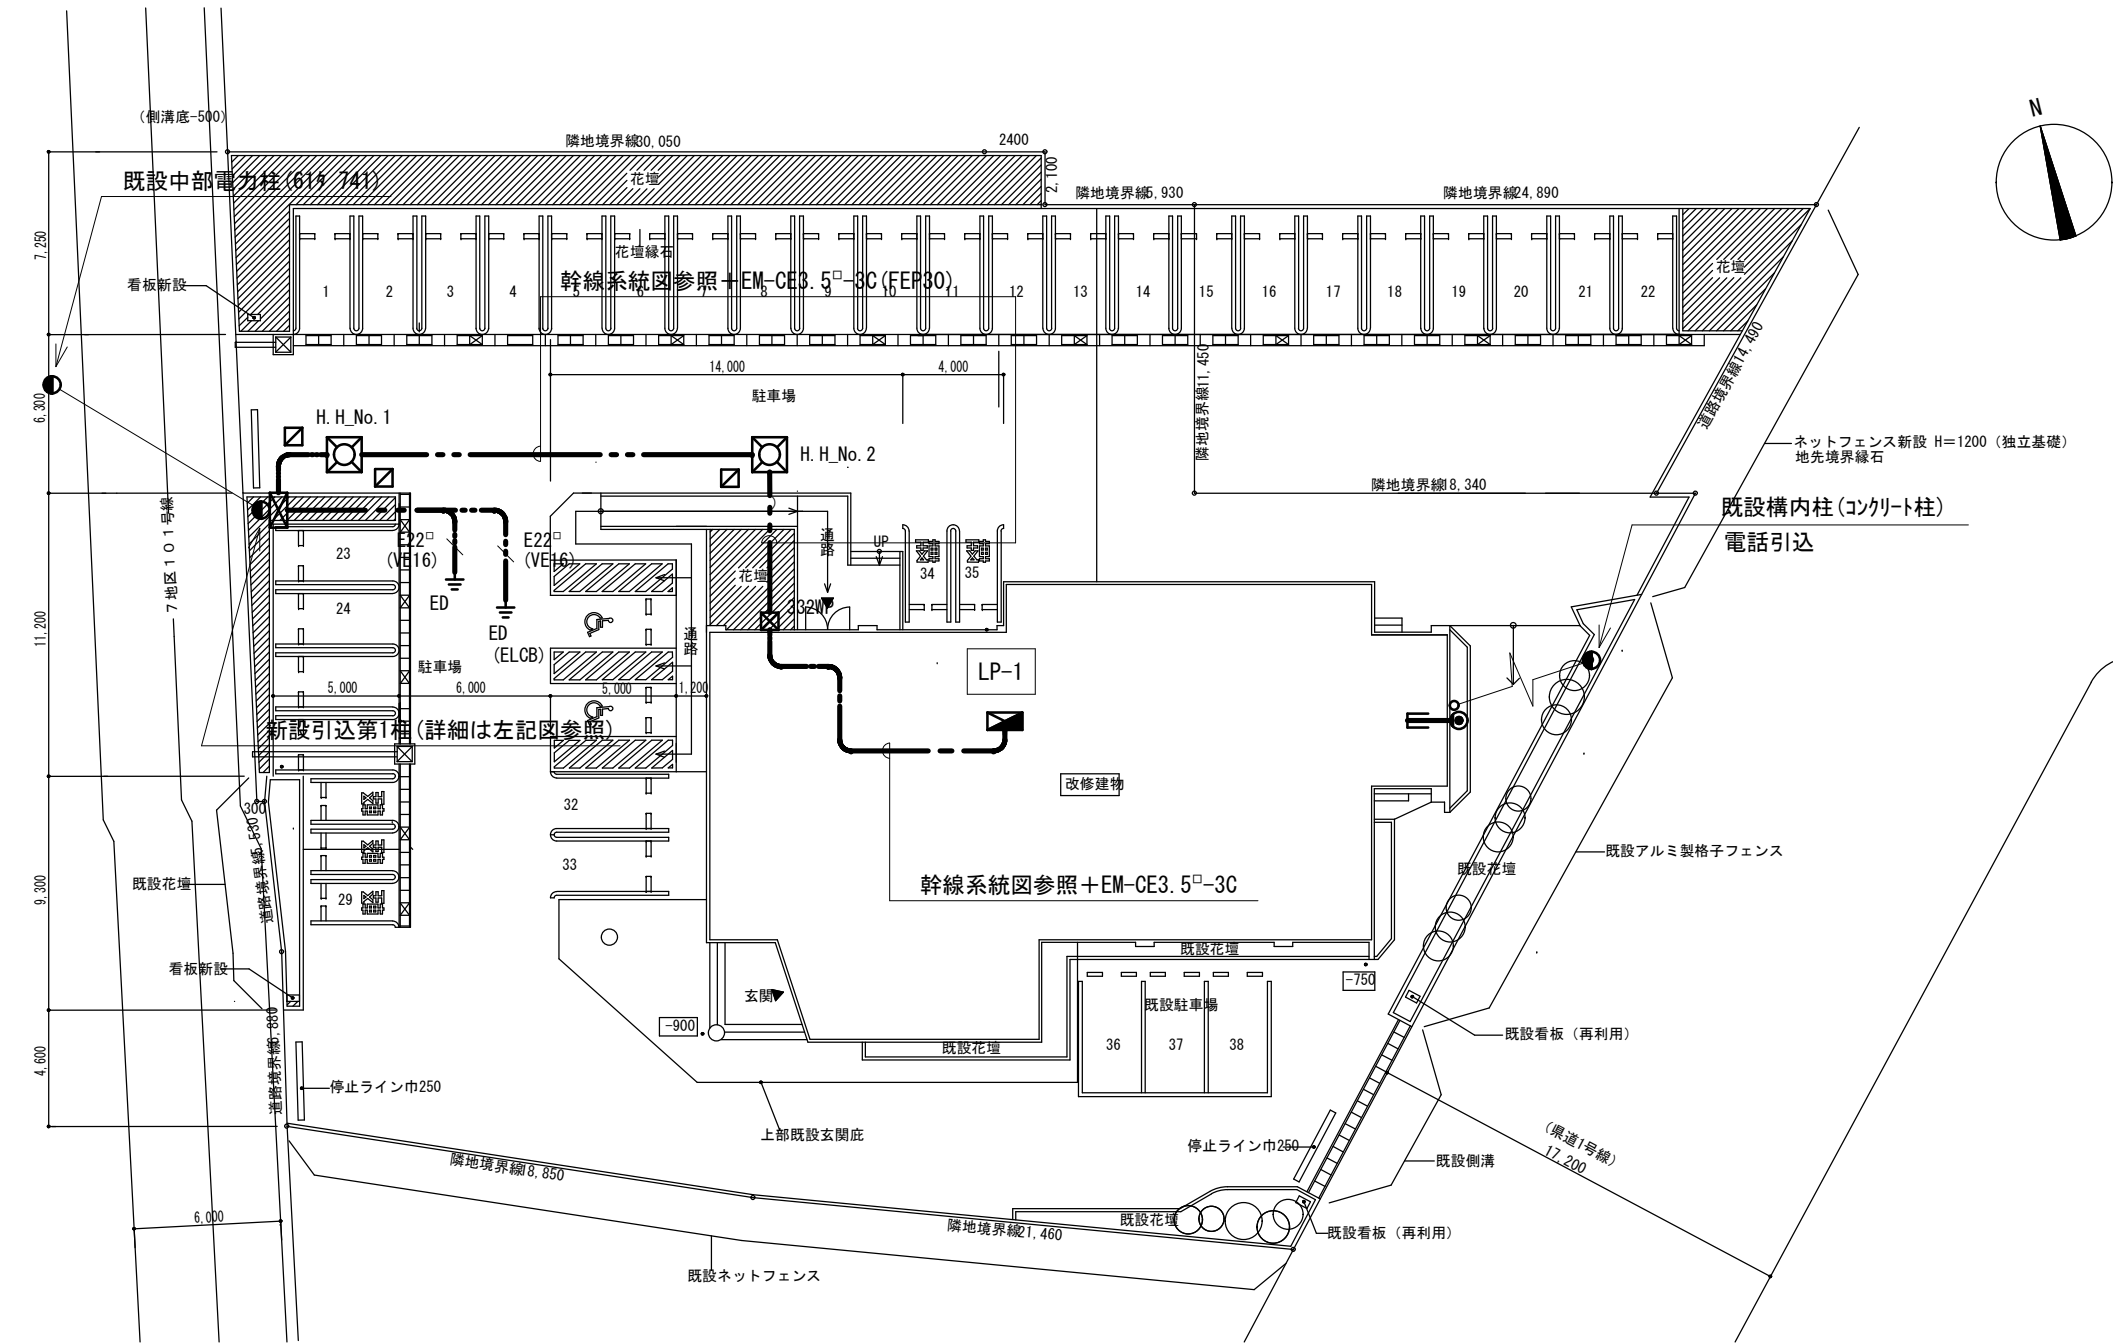 (側溝底-500)
隣地境界線30,050
2400
2,100
N
既設中部電力柱(61ﾀ 741)
花壇
隣地境界線5,930
隣地境界線24,890
7,250
花壇縁石
花壇
看板新設
幹線系統図参照＋EM-CE3.5□-3C(FEP30)
1
2
3
4
5
6
7
8
9
10
11
12
13
14
15
16
17
18
19
20
21
22
14,000
4,000
隣地境界線11,450
道路境界線14,490
6,300
駐車場
H.H_No.1
H.H_No.2
ネットフェンス新設 H＝1200（独立基礎）
地先境界縁石
隣地境界線18,340
既設構内柱(ｺﾝｸﾘｰﾄ柱)
電話引込
7地区101号線
23
E22□
(VE16)
E22□
(VE16)
通路
UP
花壇
34
35
24
ED
332WP
ED
(ELCB)
11,200
駐車場
通路
LP-1
5,000
6,000
5,000
1,200
新設引込第1柱(詳細は左記図参照)
改修建物
300
32
道路境界線5,530
33
既設アルミ製格子フェンス
既設花壇
既設花壇
幹線系統図参照＋EM-CE3.5□-3C
9,300
29
既設花壇
看板新設
-750
玄関
既設駐車場
-900
既設看板（再利用）
36
37
38
既設花壇
4,600
停止ライン巾250
上部既設玄関庇
停止ライン巾250
(県道1号線)
17,200
隣地境界線18,850
既設側溝
6,000
既設花壇
隣地境界線21,460
既設看板（再利用）
既設ネットフェンス